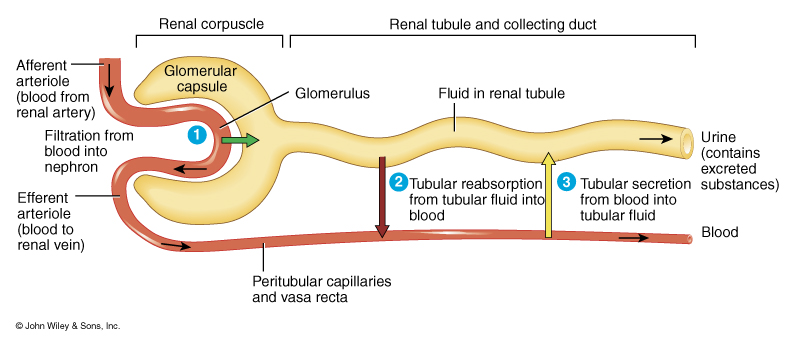 Renal corpuscle
Renal tubule and collecting duct
Afferent
arteriole
(blood from
renal artery)
Glomerular
capsule
Glomerulus
Fluid in renal tubule
Filtration from
blood into
nephron
1
Urine
(contains
excreted
substances)
Efferent
arteriole
(blood to
renal vein)
2 Tubular reabsorption
from tubular fluid into
blood
3 Tubular secretion
from blood into
tubular fluid
Blood
Peritubular capillaries
and vasa recta
© John Wiley & Sons, Inc.